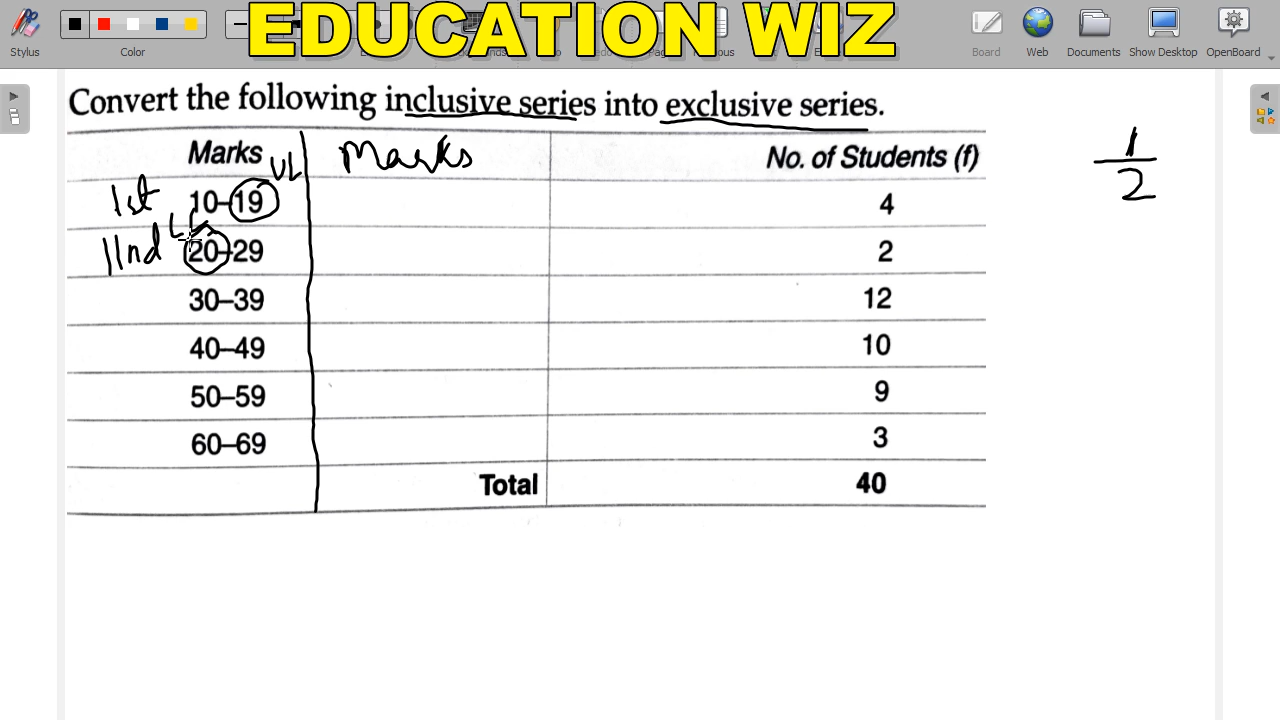 EDUCATION WIZ
Stylus
Color
Board
Web
Documents
Show Desktop
OpenBoard
Convert the following inclusive series into exclusive series.
Marks UL Marks No. of Students (f)
1st 10–19 4
IInd LL 20–29 2
30–39 12
40–49 10
50–59 9
60–69 3
Total 40
1
2